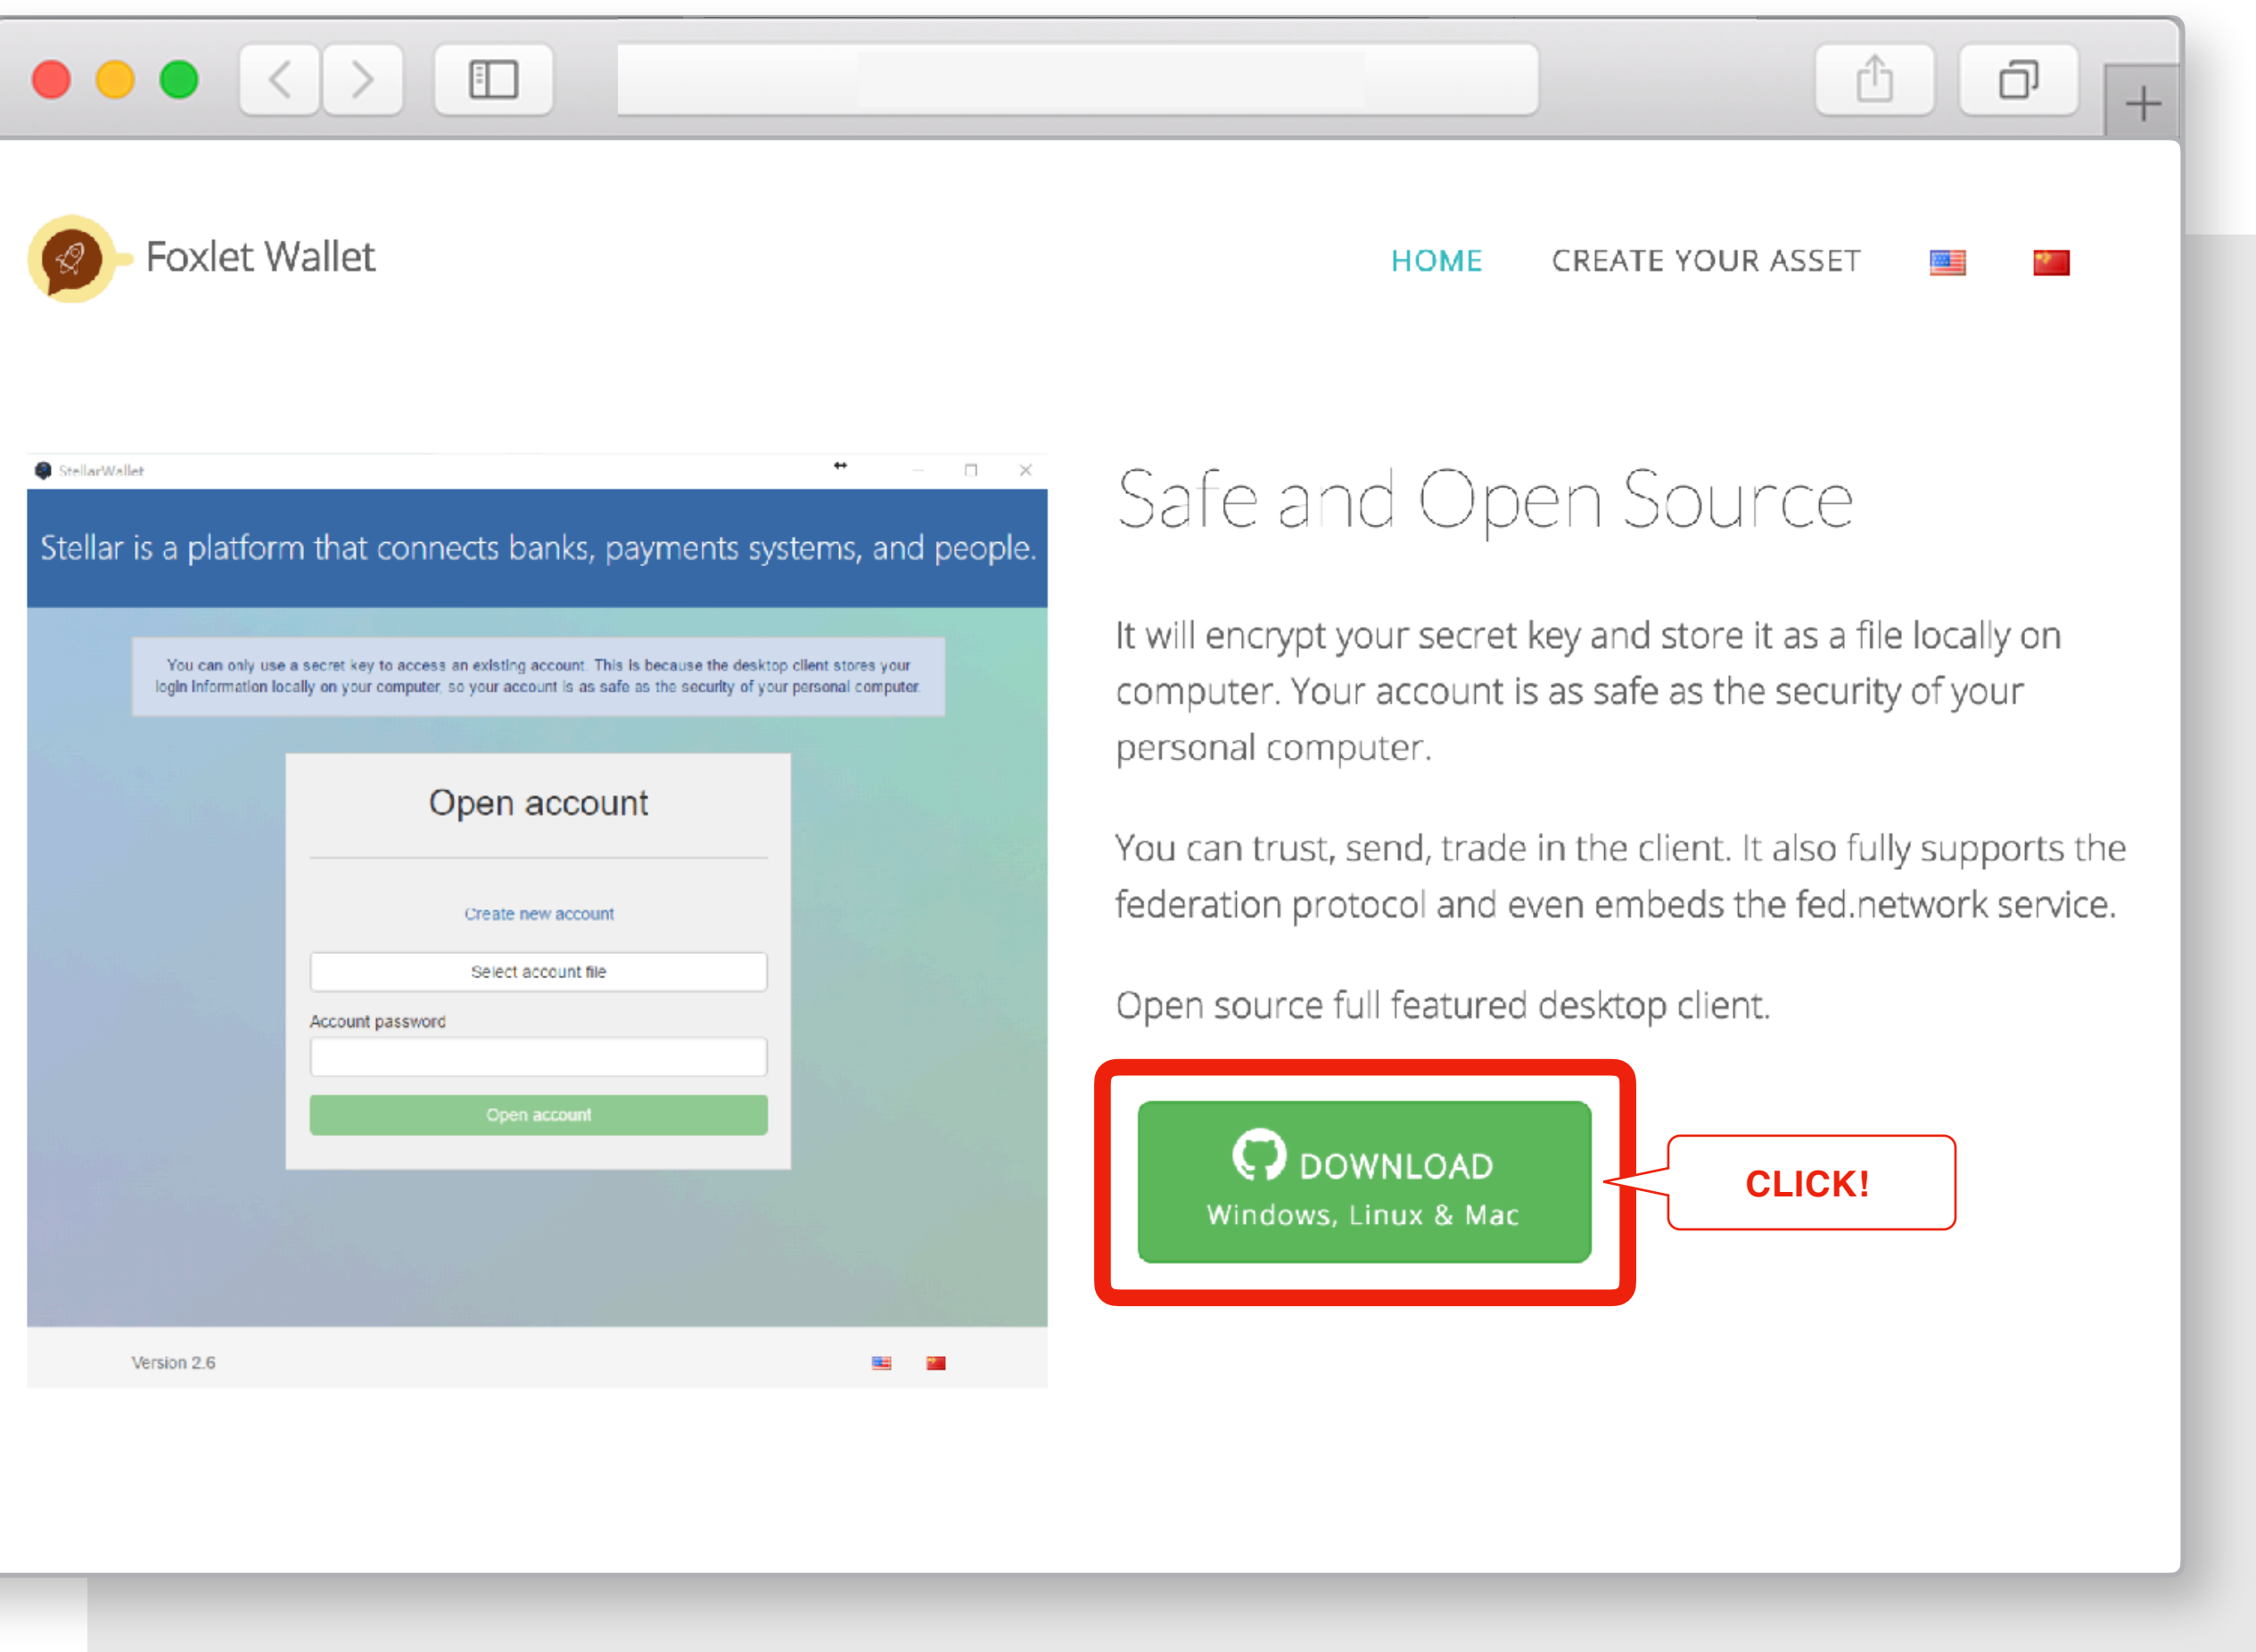 Foxlet Wallet
HOME CREATE YOUR ASSET
StellarWallet
Stellar is a platform that connects banks, payments systems, and people.
You can only use a secret key to access an existing account. This is because the desktop client stores your
login information locally on your computer, so your account is as safe as the security of your personal computer.
Open account
Create new account
Select account file
Account password
Open account
Version 2.6
Safe and Open Source
It will encrypt your secret key and store it as a file locally on
computer. Your account is as safe as the security of your
personal computer.
You can trust, send, trade in the client. It also fully supports the
federation protocol and even embeds the fed.network service.
Open source full featured desktop client.
DOWNLOAD
Windows, Linux & Mac
CLICK!